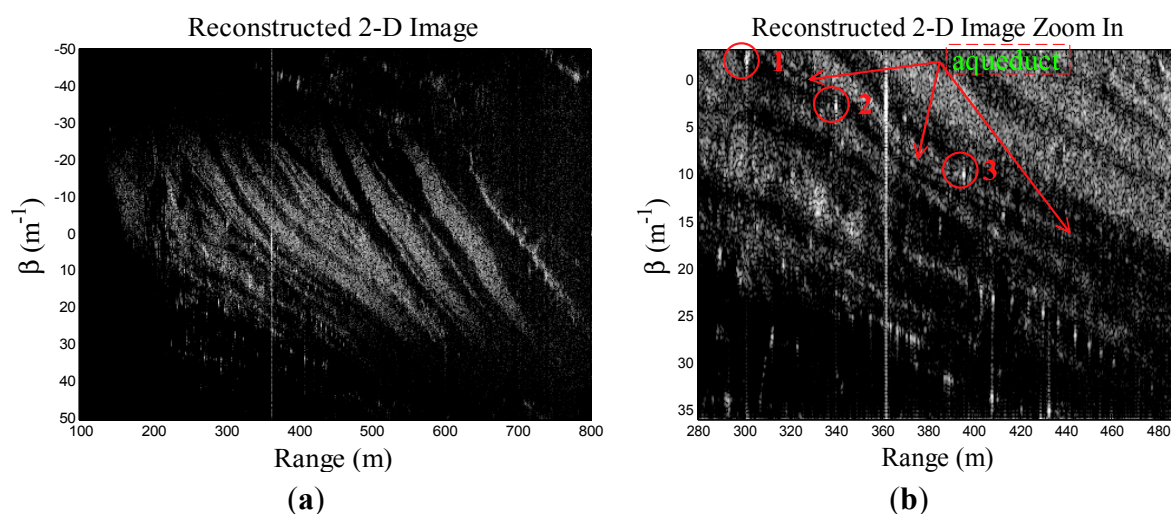 Reconstructed 2-D Image
-50
-40
-30
-20
-10
0
10
20
30
40
50
β (m⁻¹)
100 200 300 400 500 600 700 800
Range (m)
(a)
Reconstructed 2-D Image Zoom In
1
aqueduct
2
3
0
5
10
15
20
25
30
35
β (m⁻¹)
280 300 320 340 360 380 400 420 440 460 480
Range (m)
(b)